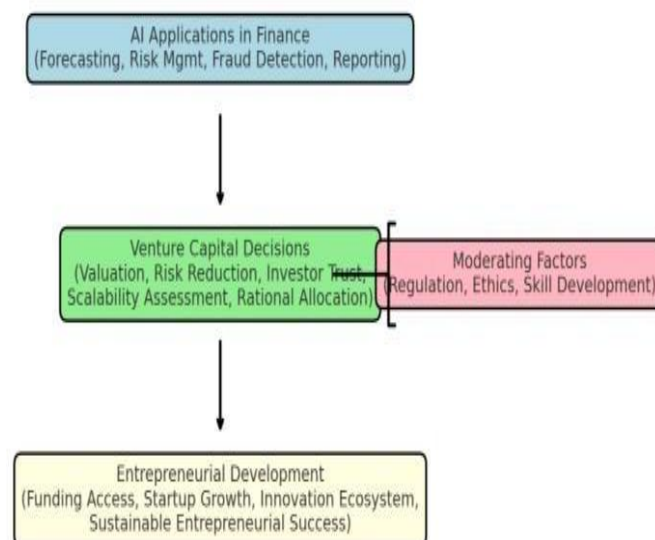 AI Applications in Finance
(Forecasting, Risk Mgmt, Fraud Detection, Reporting)
Venture Capital Decisions
(Valuation, Risk Reduction, Investor Trust,
Scalability Assessment, Rational Allocation)
Moderating Factors
(Regulation, Ethics, Skill Development)
Entrepreneurial Development
(Funding Access, Startup Growth, Innovation Ecosystem,
Sustainable Entrepreneurial Success)